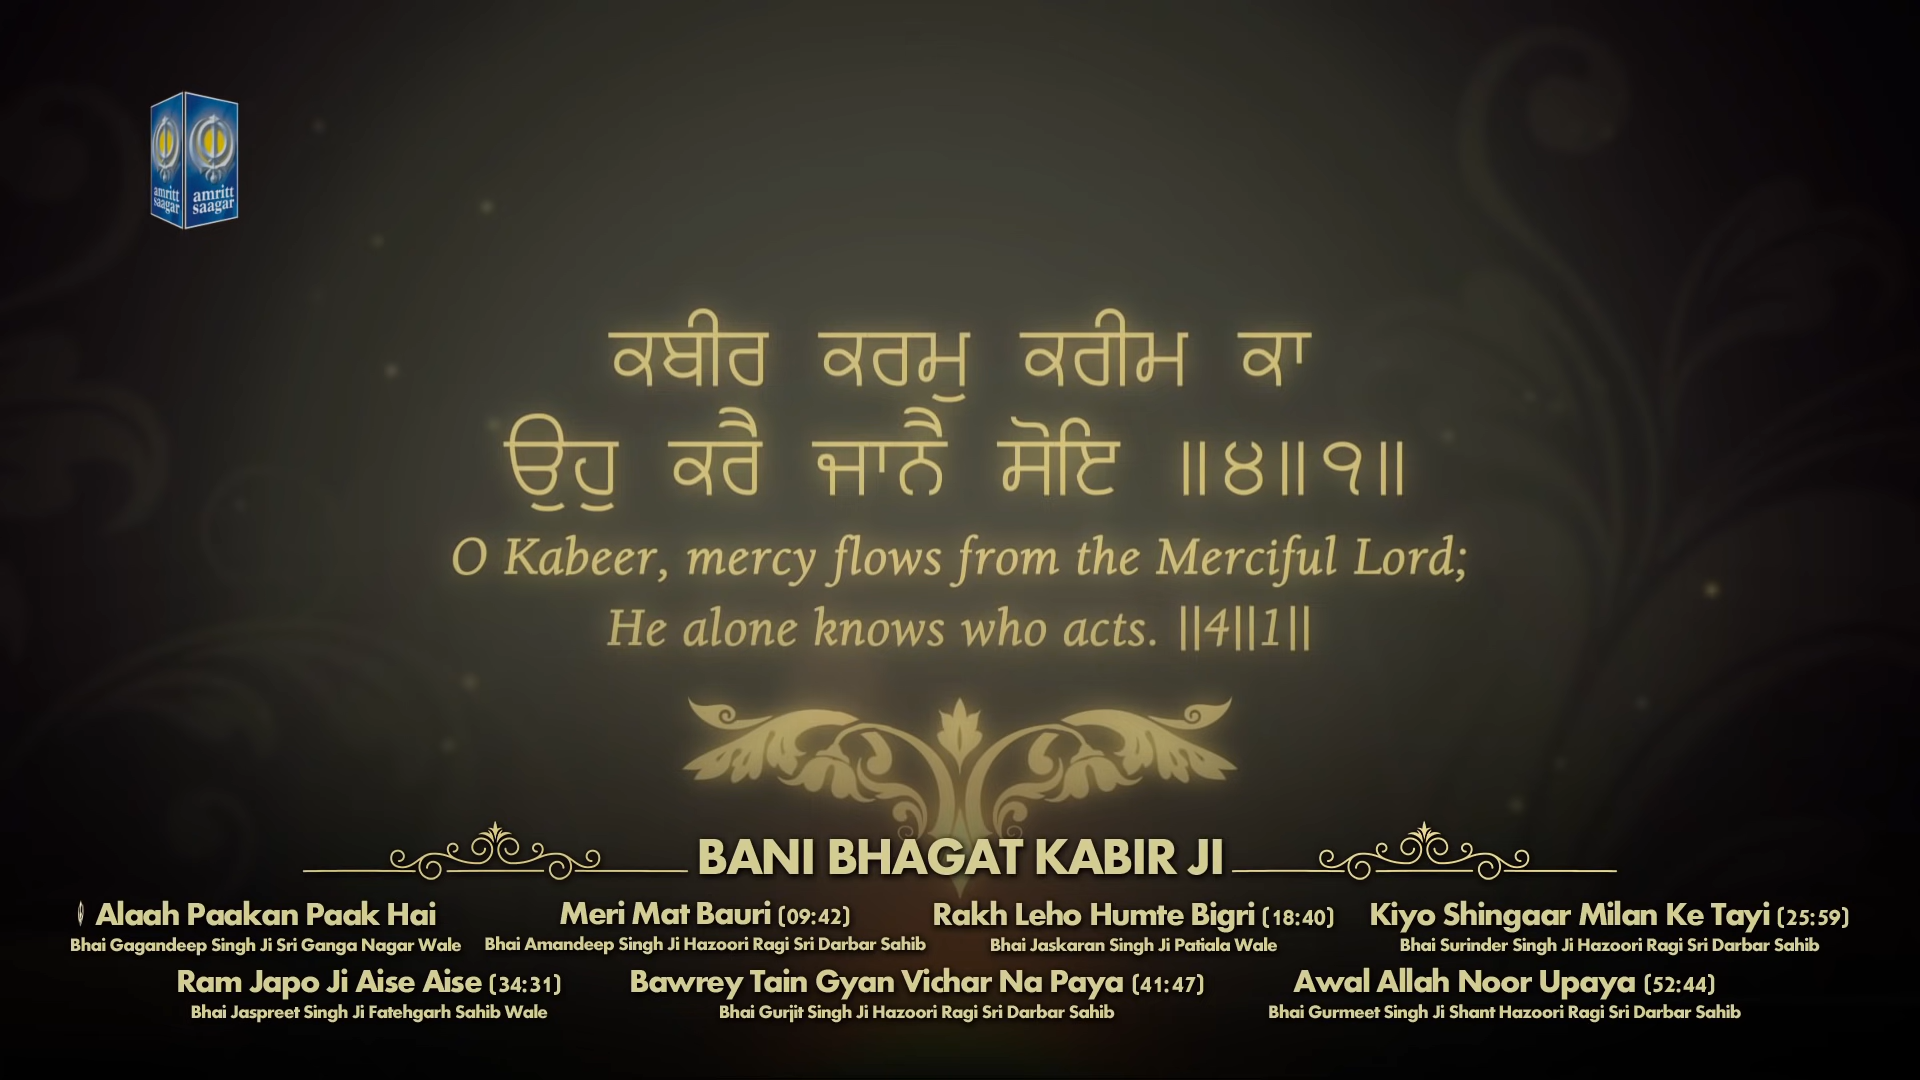 amritt
saagar
amritt
saagar
ਕਬੀਰ ਕਰਮੁ ਕਰੀਮ ਕਾ
ਉਹੁ ਕਰੈ ਜਾਨੈ ਸੋਇ ॥੪॥੧॥
O Kabeer, mercy flows from the Merciful Lord;
He alone knows who acts. ||4||1||
BANI BHAGAT KABIR JI
Alaah Paakan Paak Hai Meri Mat Bauri (09:42) Rakh Leho Humte Bigri (18:40) Kiyo Shingaar Milan Ke Tayi (25:59)
Bhai Gagandeep Singh Ji Sri Ganga Nagar Wale Bhai Amandeep Singh Ji Hazoori Ragi Sri Darbar Sahib Bhai Jaskaran Singh Ji Patiala Wale Bhai Surinder Singh Ji Hazoori Ragi Sri Darbar Sahib
Ram Japo Ji Aise Aise (34:31) Bawrey Tain Gyan Vichar Na Paya (41:47) Awal Allah Noor Upaya (52:44)
Bhai Jaspreet Singh Ji Fatehgarh Sahib Wale Bhai Gurjit Singh Ji Hazoori Ragi Sri Darbar Sahib Bhai Gurmeet Singh Ji Shant Hazoori Ragi Sri Darbar Sahib